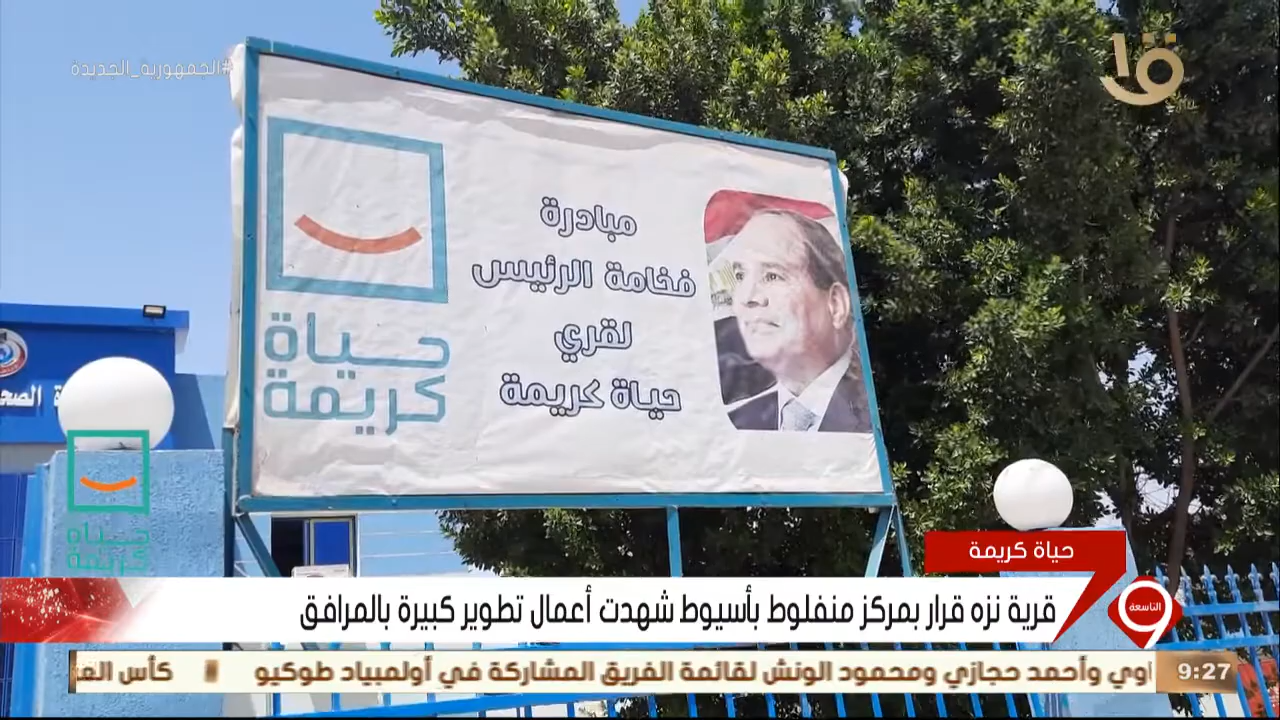 #الجمهورية_الجديدة
مبادرة
فخامة الرئيس
لقري
حياة كريمة
حياة
كريمة
حياة
كريمة
حياة كريمة
التاسعة
قرية نزه قرار بمركز منفلوط بأسيوط شهدت أعمال تطوير كبيرة بالمرافق
9:27
وأحمد حجازي ومحمود الونش لقائمة الفريق المشاركة في أولمبياد طوكيو
كأس